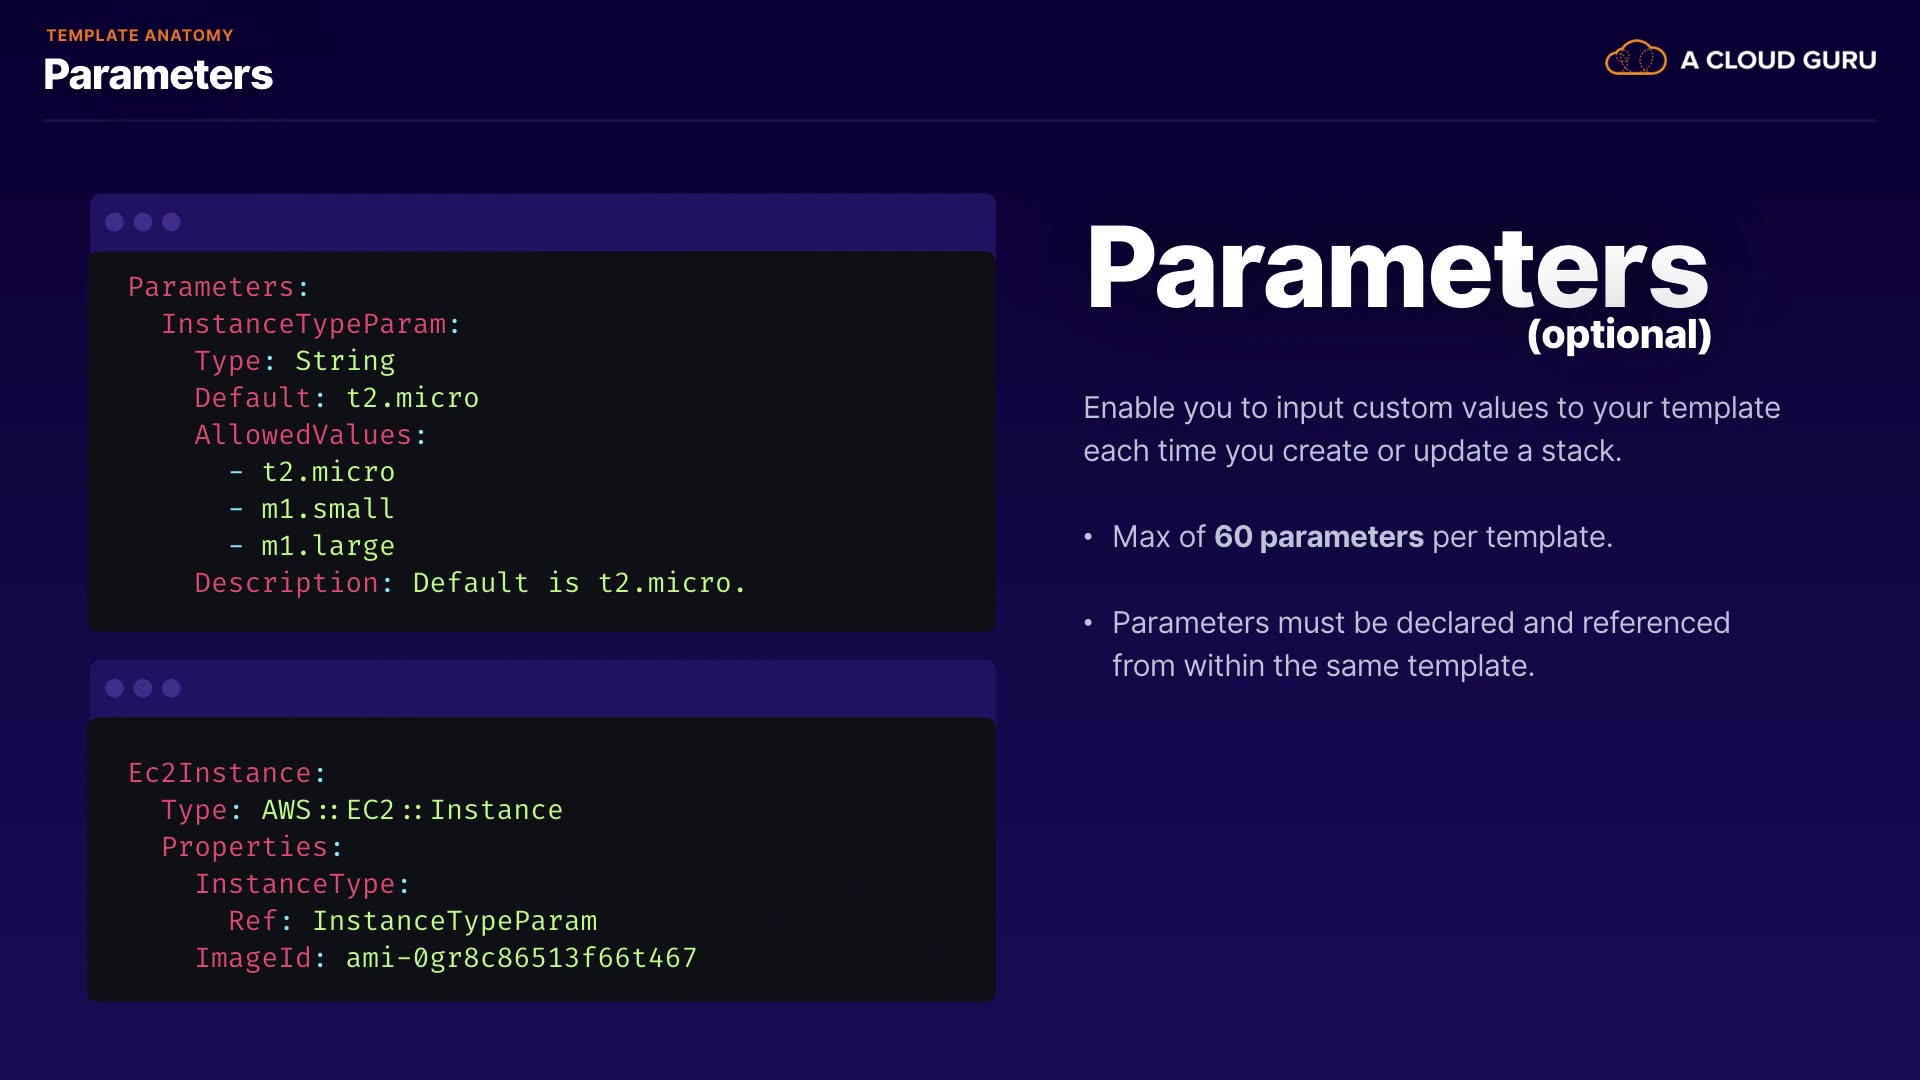 TEMPLATE ANATOMY
Parameters
A CLOUD GURU
Parameters:
  InstanceTypeParam:
    Type: String
    Default: t2.micro
    AllowedValues:
      - t2.micro
      - m1.small
      - m1.large
    Description: Default is t2.micro.
Ec2Instance:
  Type: AWS::EC2::Instance
  Properties:
    InstanceType:
      Ref: InstanceTypeParam
    ImageId: ami-0gr8c86513f66t467
Parameters
(optional)
Enable you to input custom values to your template
each time you create or update a stack.
• Max of 60 parameters per template.
• Parameters must be declared and referenced
from within the same template.